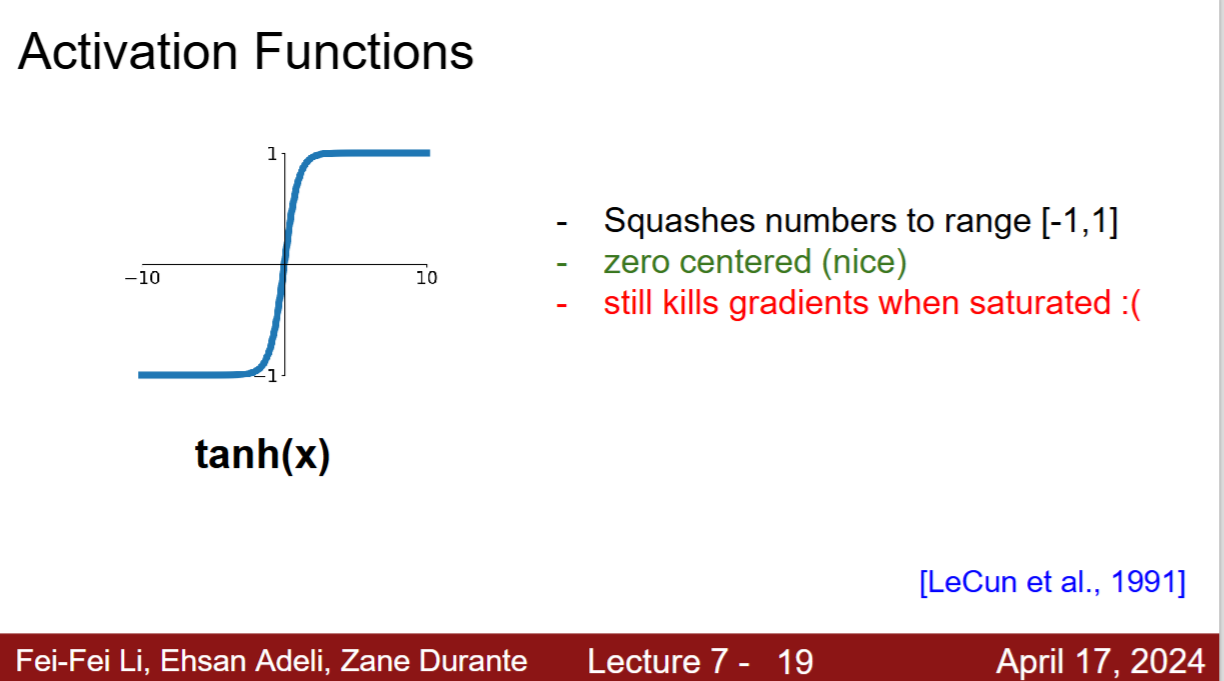 Activation Functions
1
−10
10
−1
tanh(x)
- Squashes numbers to range [-1,1]
- zero centered (nice)
- still kills gradients when saturated :(
[LeCun et al., 1991]
Fei-Fei Li, Ehsan Adeli, Zane Durante Lecture 7 - 19 April 17, 2024